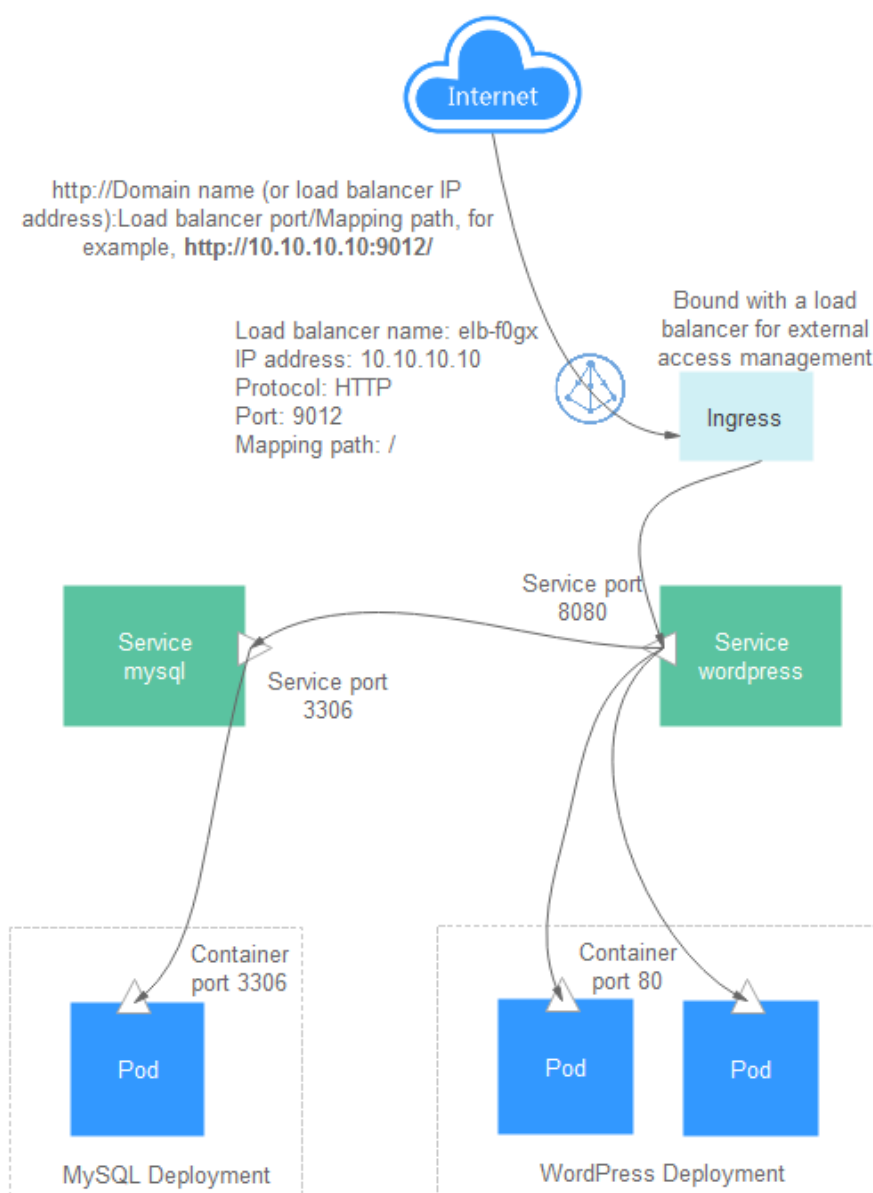 Internet
http://Domain name (or load balancer IP
address):Load balancer port/Mapping path, for
example, http://10.10.10.10:9012/
Load balancer name: elb-f0gx
IP address: 10.10.10.10
Protocol: HTTP
Port: 9012
Mapping path: /
Bound with a load
balancer for external
access management
Ingress
Service port
8080
Service
mysql
Service port
3306
Service
wordpress
Container
port 3306
Pod
MySQL Deployment
Container
port 80
Pod
Pod
WordPress Deployment